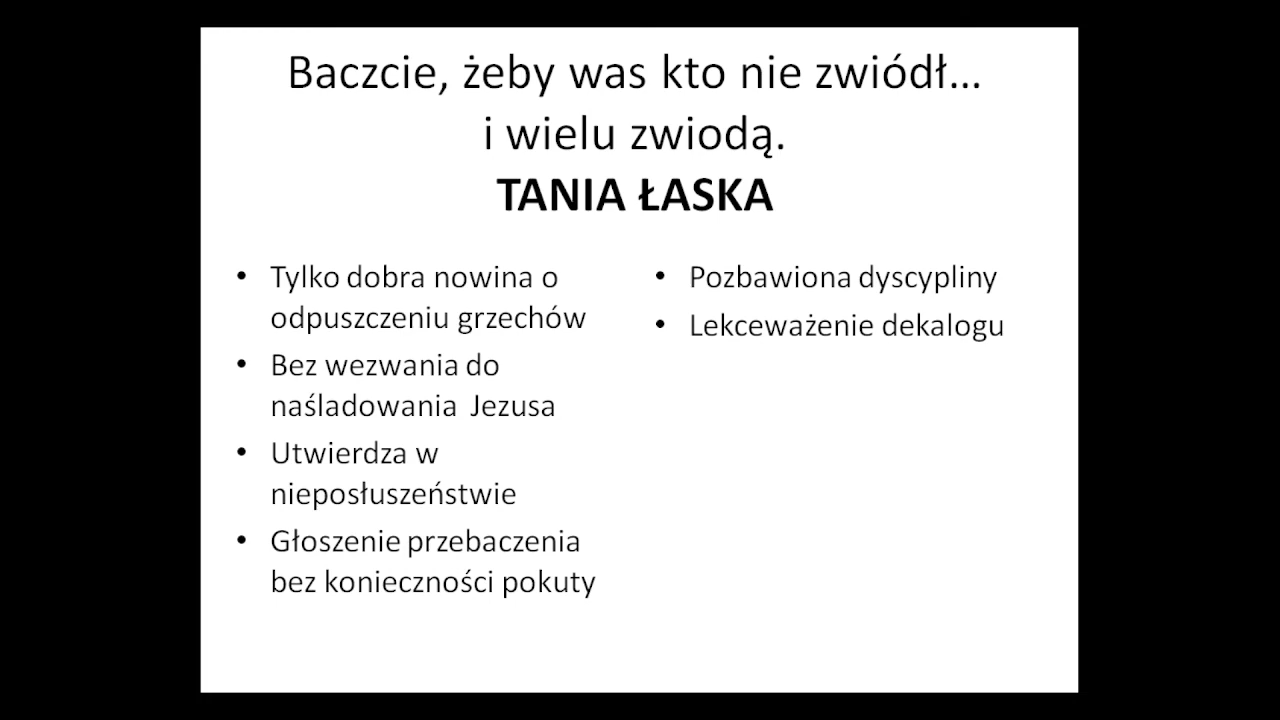 Baczcie, żeby was kto nie zwiódł...
i wielu zwiodą.
TANIA ŁASKA
• Tylko dobra nowina o
odpuszczeniu grzechów
• Bez wezwania do
naśladowania Jezusa
• Utwierdza w
nieposłuszeństwie
• Głoszenie przebaczenia
bez konieczności pokuty
• Pozbawiona dyscypliny
• Lekceważenie dekalogu